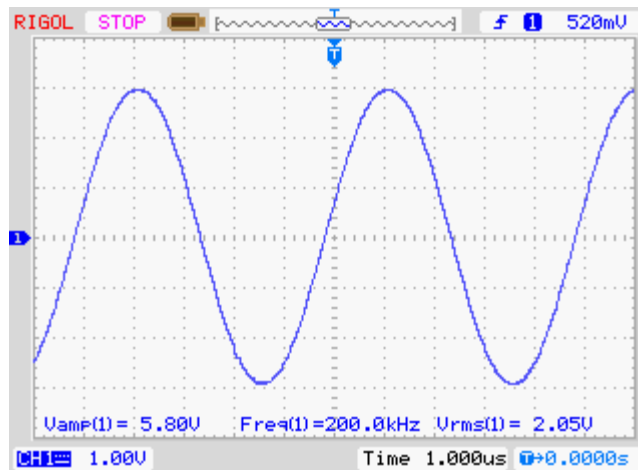 RIGOL STOP T 1 520mV
T
1
Vamp(1)= 5.80V Freq(1)=200.0kHz Vrms(1)= 2.05V
CH1 1.00V Time 1.000us T→0.0000s